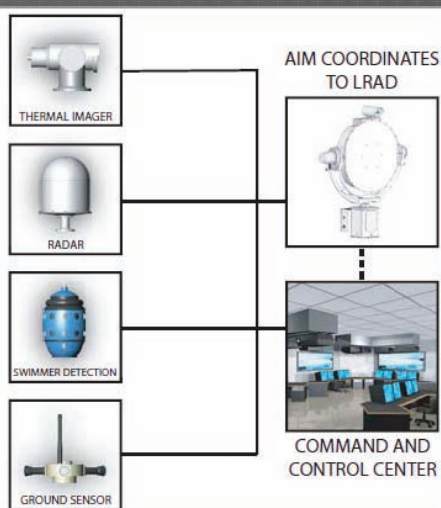 THERMAL IMAGER
RADAR
SWIMMER DETECTION
GROUND SENSOR
AIM COORDINATES
TO LRAD
COMMAND AND
CONTROL CENTER